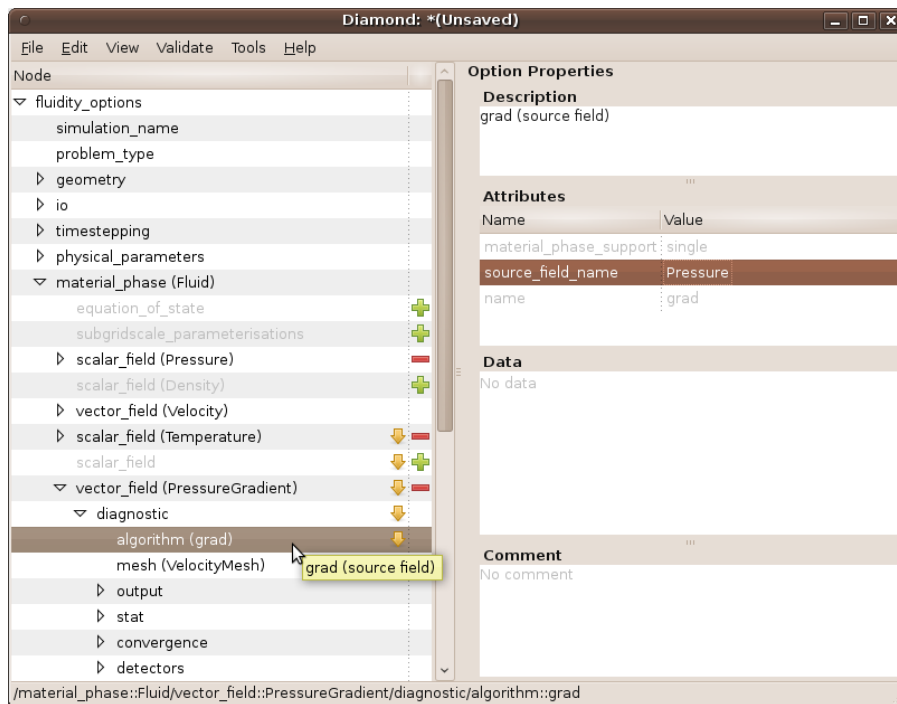 Diamond: *(Unsaved)
File Edit View Validate Tools Help
Node
fluidity_options
simulation_name
problem_type
geometry
io
timestepping
physical_parameters
material_phase (Fluid)
equation_of_state
subgridscale_parameterisations
scalar_field (Pressure)
scalar_field (Density)
vector_field (Velocity)
scalar_field (Temperature)
scalar_field
vector_field (PressureGradient)
diagnostic
algorithm (grad)
mesh (VelocityMesh)
grad (source field)
output
stat
convergence
detectors
Option Properties
Description
grad (source field)
Attributes
Name Value
material_phase_support single
source_field_name Pressure
name grad
Data
No data
Comment
No comment
/material_phase::Fluid/vector_field::PressureGradient/diagnostic/algorithm::grad